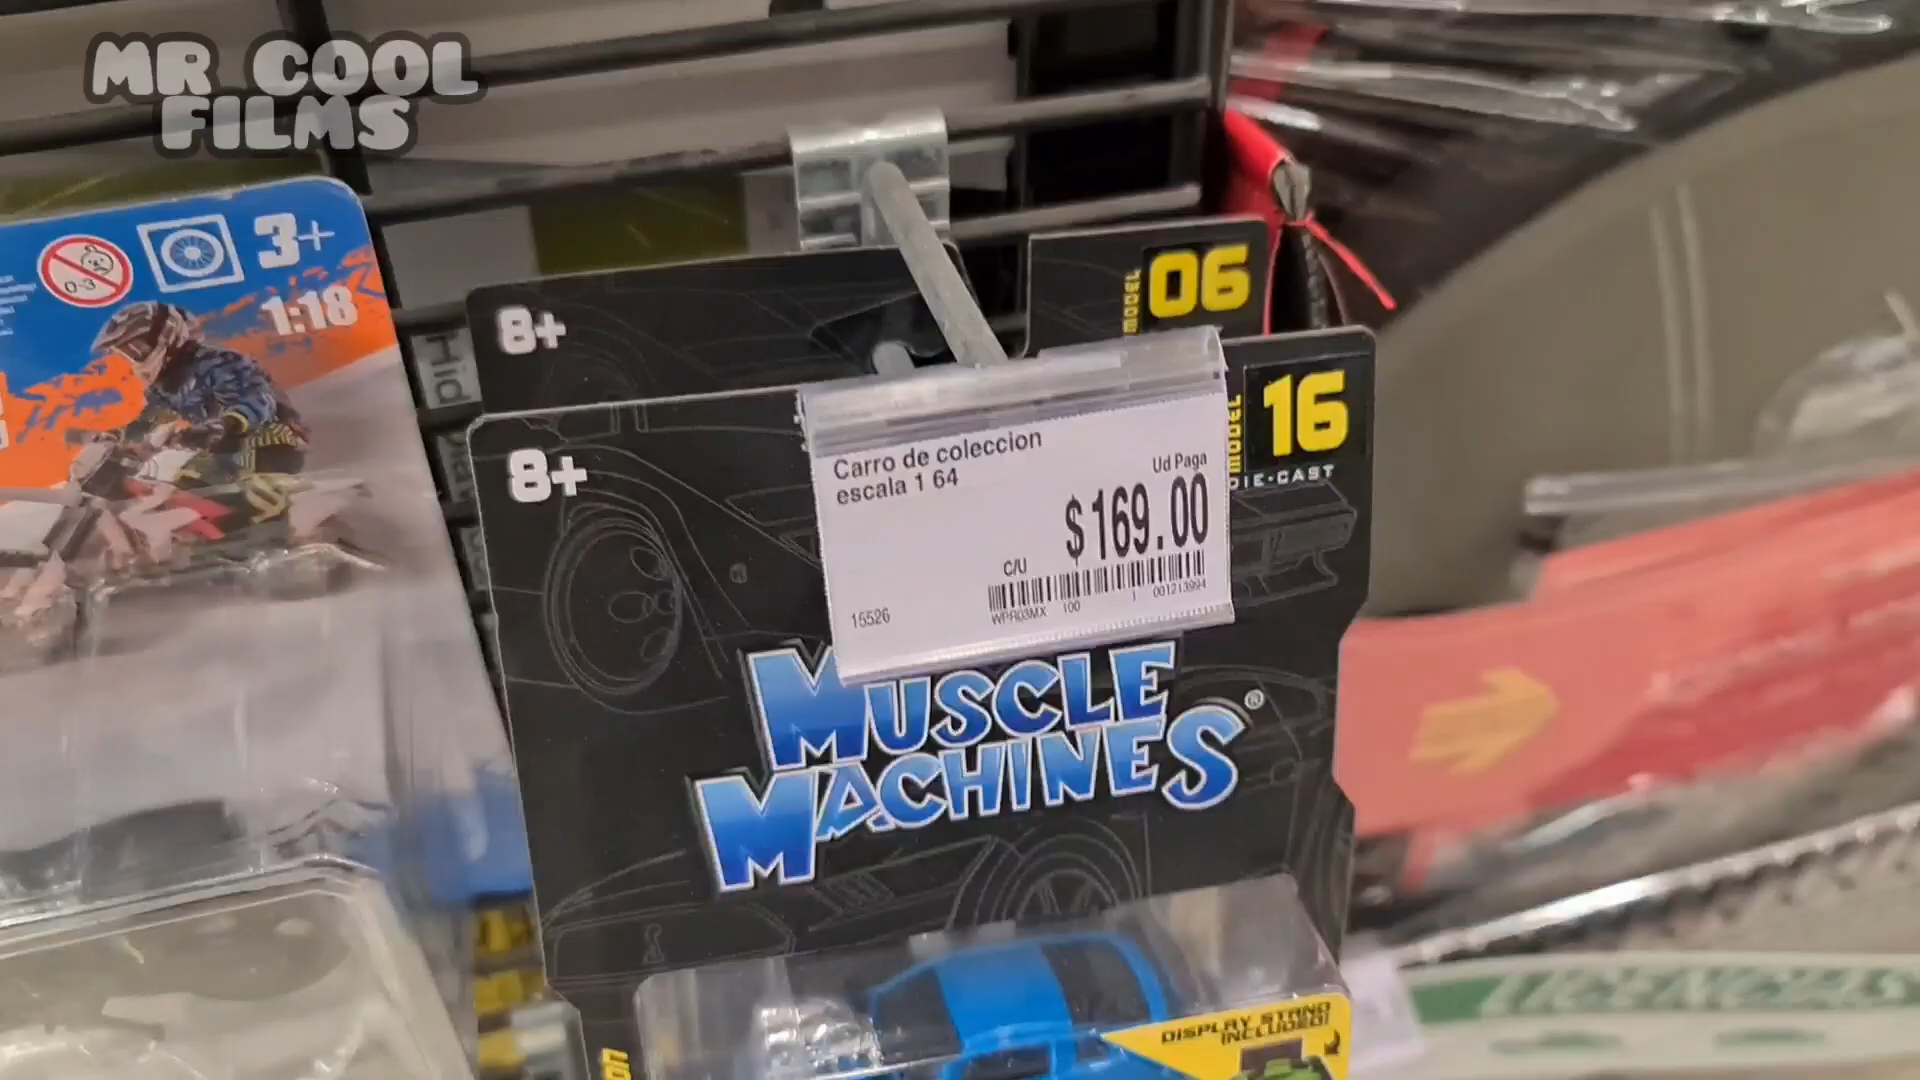 MR COOL
FILMS
0-3
3+
1:18
8+
MODEL 06
8+
MODEL 16
DIE-CAST
Carro de coleccion
escala 1 64
Ud Paga
$169.00
C/U
15526
WPR03MX 100 1 001213994
MUSCLE
MACHINES®
DISPLAY STAND
INCLUDED!
LICENCIAS